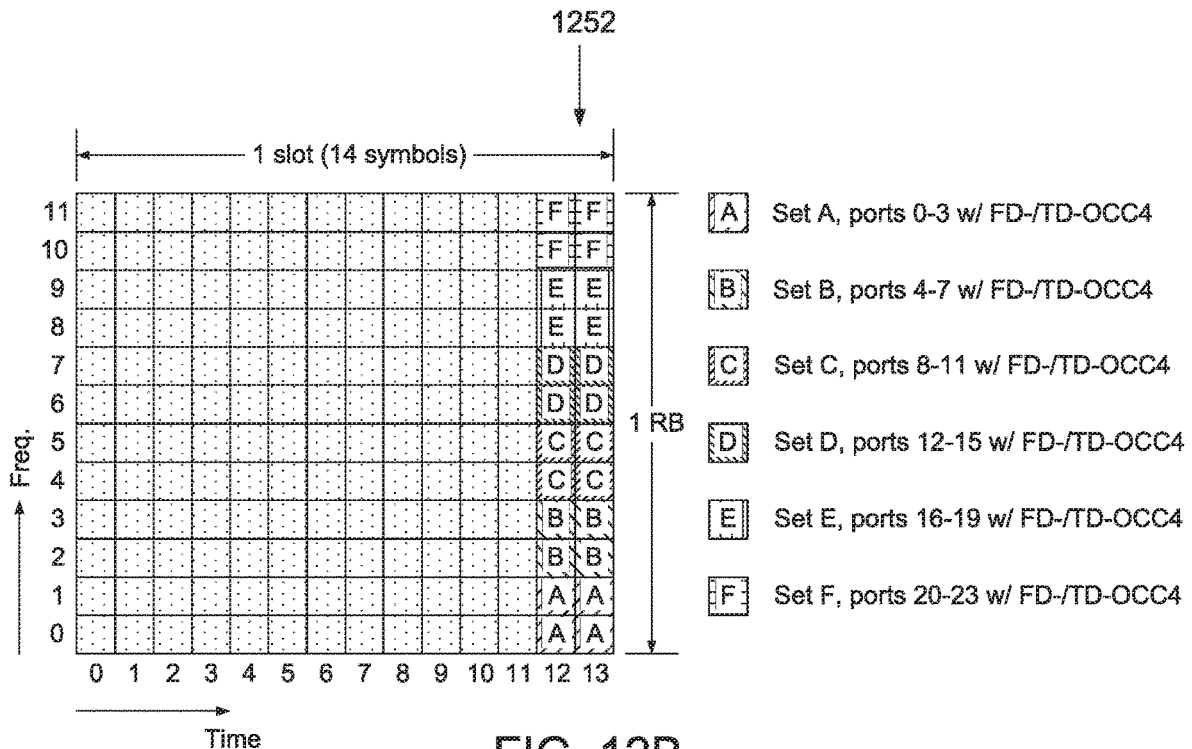 1252
1 slot (14 symbols)
11 F F
10 F F
9 E E
8 E E
7 D D
6 D D
5 C C
4 C C
3 B B
2 B B
1 A A
0 A A
0 1 2 3 4 5 6 7 8 9 10 11 12 13
Freq.
Time
1 RB
A Set A, ports 0-3 w/ FD-/TD-OCC4
B Set B, ports 4-7 w/ FD-/TD-OCC4
C Set C, ports 8-11 w/ FD-/TD-OCC4
D Set D, ports 12-15 w/ FD-/TD-OCC4
E Set E, ports 16-19 w/ FD-/TD-OCC4
F Set F, ports 20-23 w/ FD-/TD-OCC4